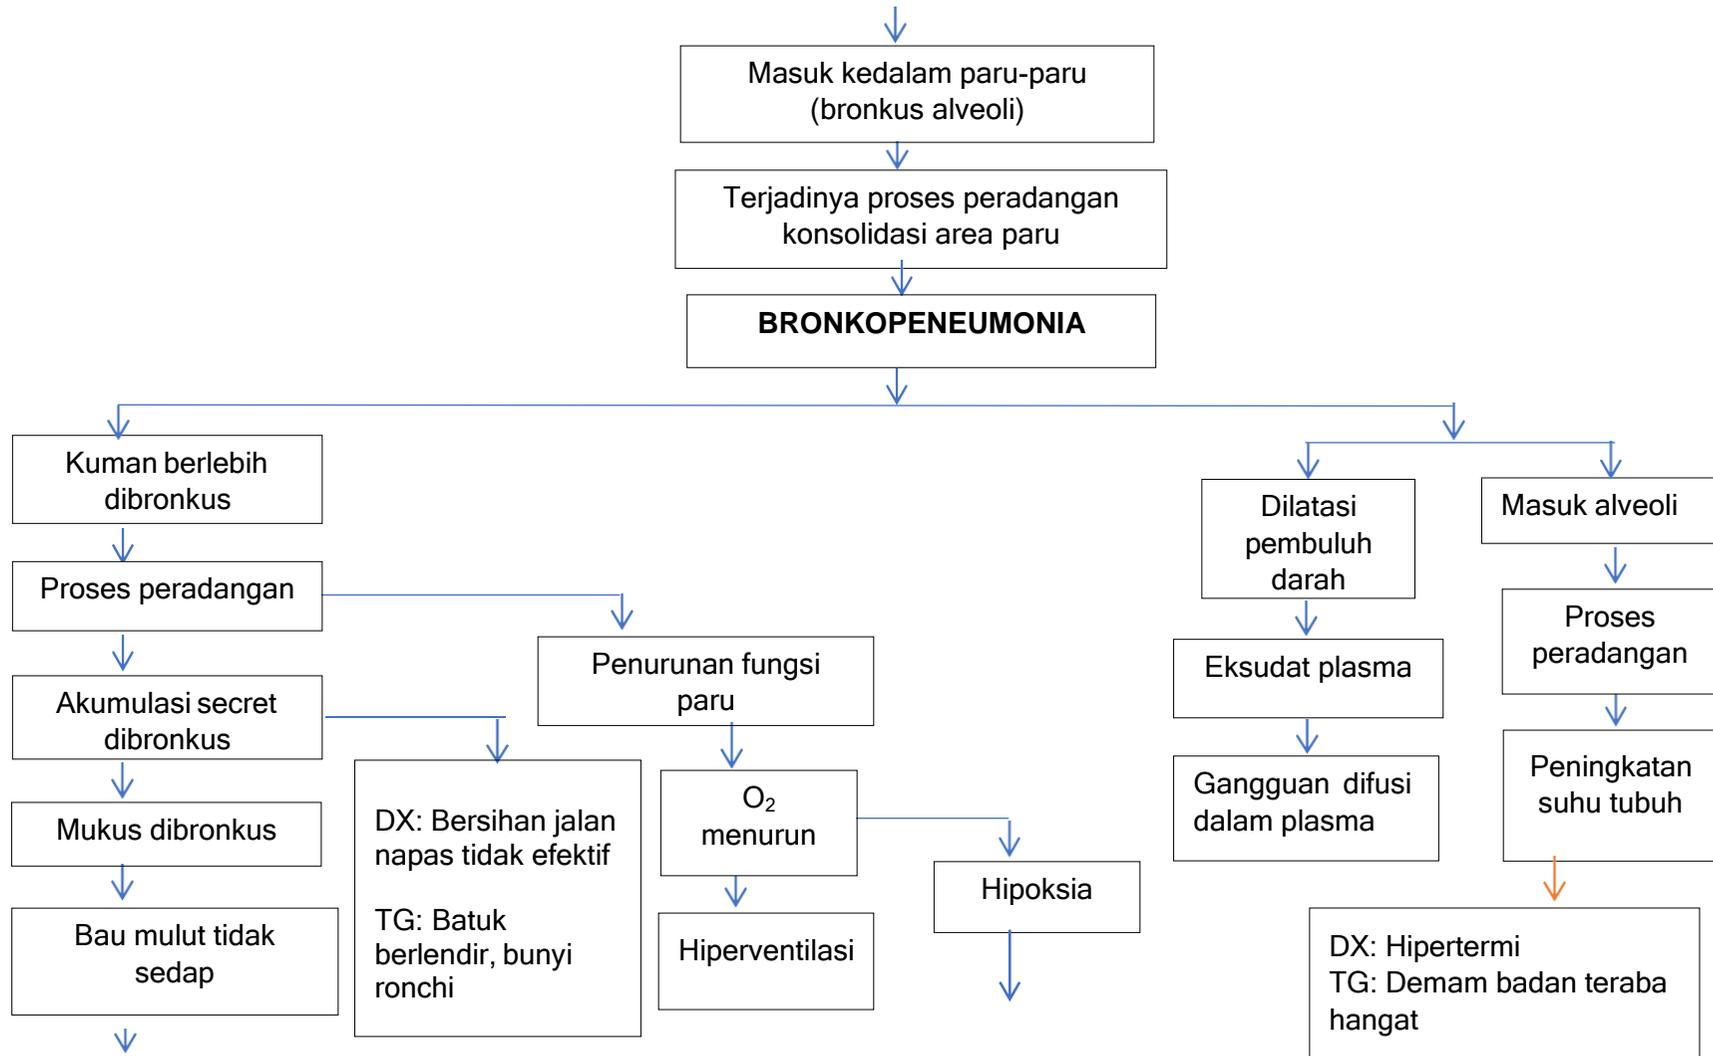 Masuk kedalam paru-paru
(bronkus alveoli)
Terjadinya proses peradangan
konsolidasi area paru
BRONKOPENEUMONIA
Kuman berlebih
dibronkus
Proses peradangan
Akumulasi secret
dibronkus
Mukus dibronkus
Bau mulut tidak
sedap
DX: Bersihan jalan
napas tidak efektif
TG: Batuk
berlendir, bunyi
ronchi
Penurunan fungsi
paru
O₂
menurun
Hiperventilasi
Hipoksia
Dilatasi
pembuluh
darah
Eksudat plasma
Gangguan difusi
dalam plasma
Masuk alveoli
Proses
peradangan
Peningkatan
suhu tubuh
DX: Hipertermi
TG: Demam badan teraba
hangat